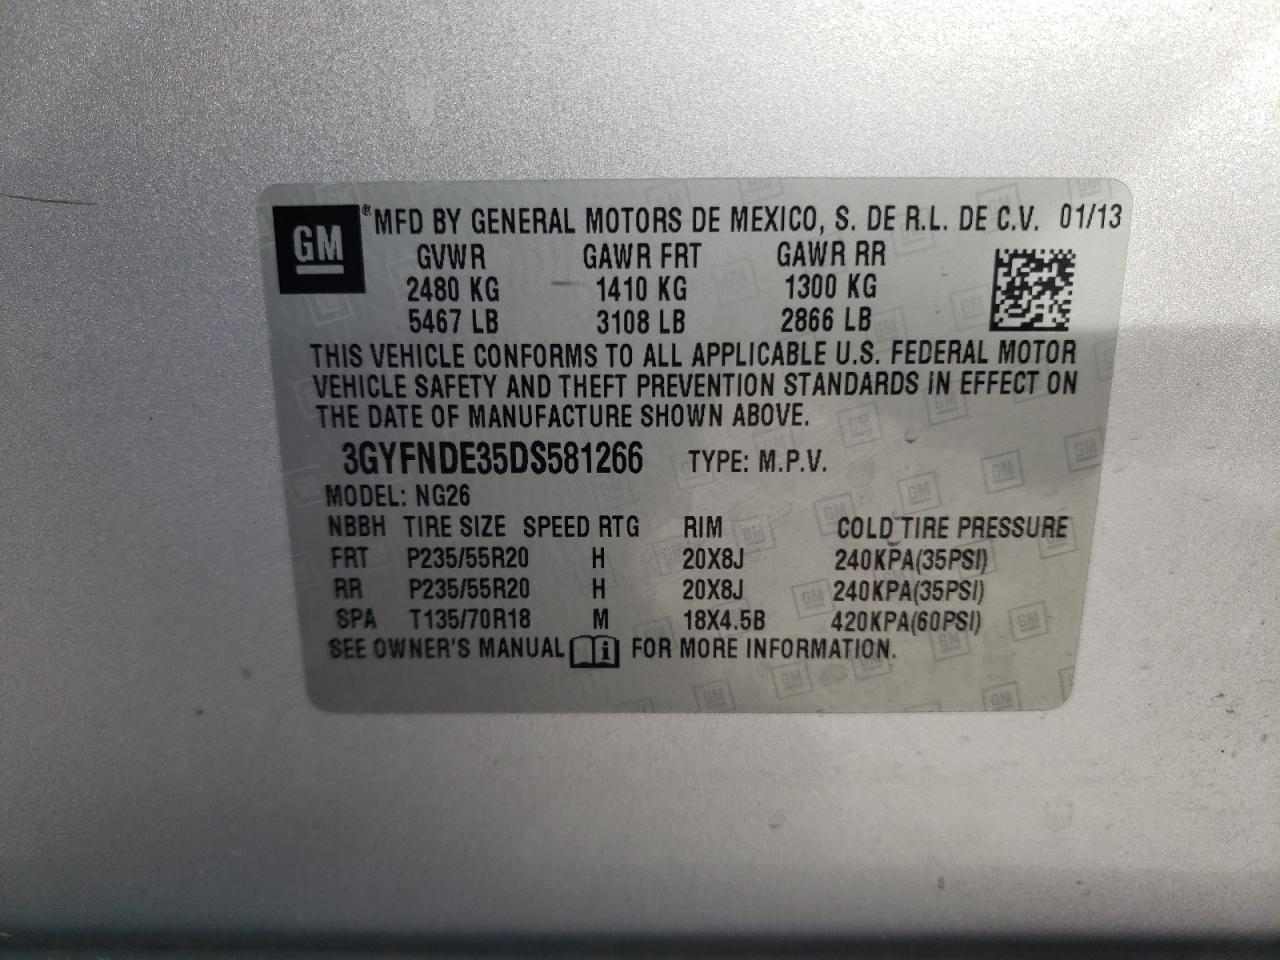 GM ® MFD BY GENERAL MOTORS DE MEXICO, S. DE R.L. DE C.V. 01/13
GVWR GAWR FRT GAWR RR
2480 KG 1410 KG 1300 KG
5467 LB 3108 LB 2866 LB
THIS VEHICLE CONFORMS TO ALL APPLICABLE U.S. FEDERAL MOTOR
VEHICLE SAFETY AND THEFT PREVENTION STANDARDS IN EFFECT ON
THE DATE OF MANUFACTURE SHOWN ABOVE.
3GYFNDE35DS581266 TYPE: M.P.V.
MODEL: NG26
NBBH TIRE SIZE SPEED RTG RIM COLD TIRE PRESSURE
FRT P235/55R20 H 20X8J 240KPA(35PSI)
RR P235/55R20 H 20X8J 240KPA(35PSI)
SPA T135/70R18 M 18X4.5B 420KPA(60PSI)
SEE OWNER'S MANUAL i FOR MORE INFORMATION.